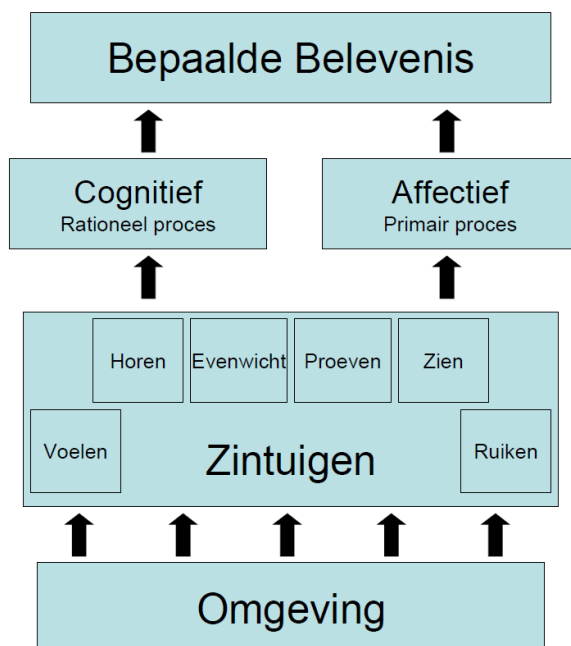 Bepaalde Belevenis
Cognitief
Rationeel proces
Affectief
Primair proces
Horen
Evenwicht
Proeven
Zien
Voelen
Zintuigen
Ruiken
Omgeving